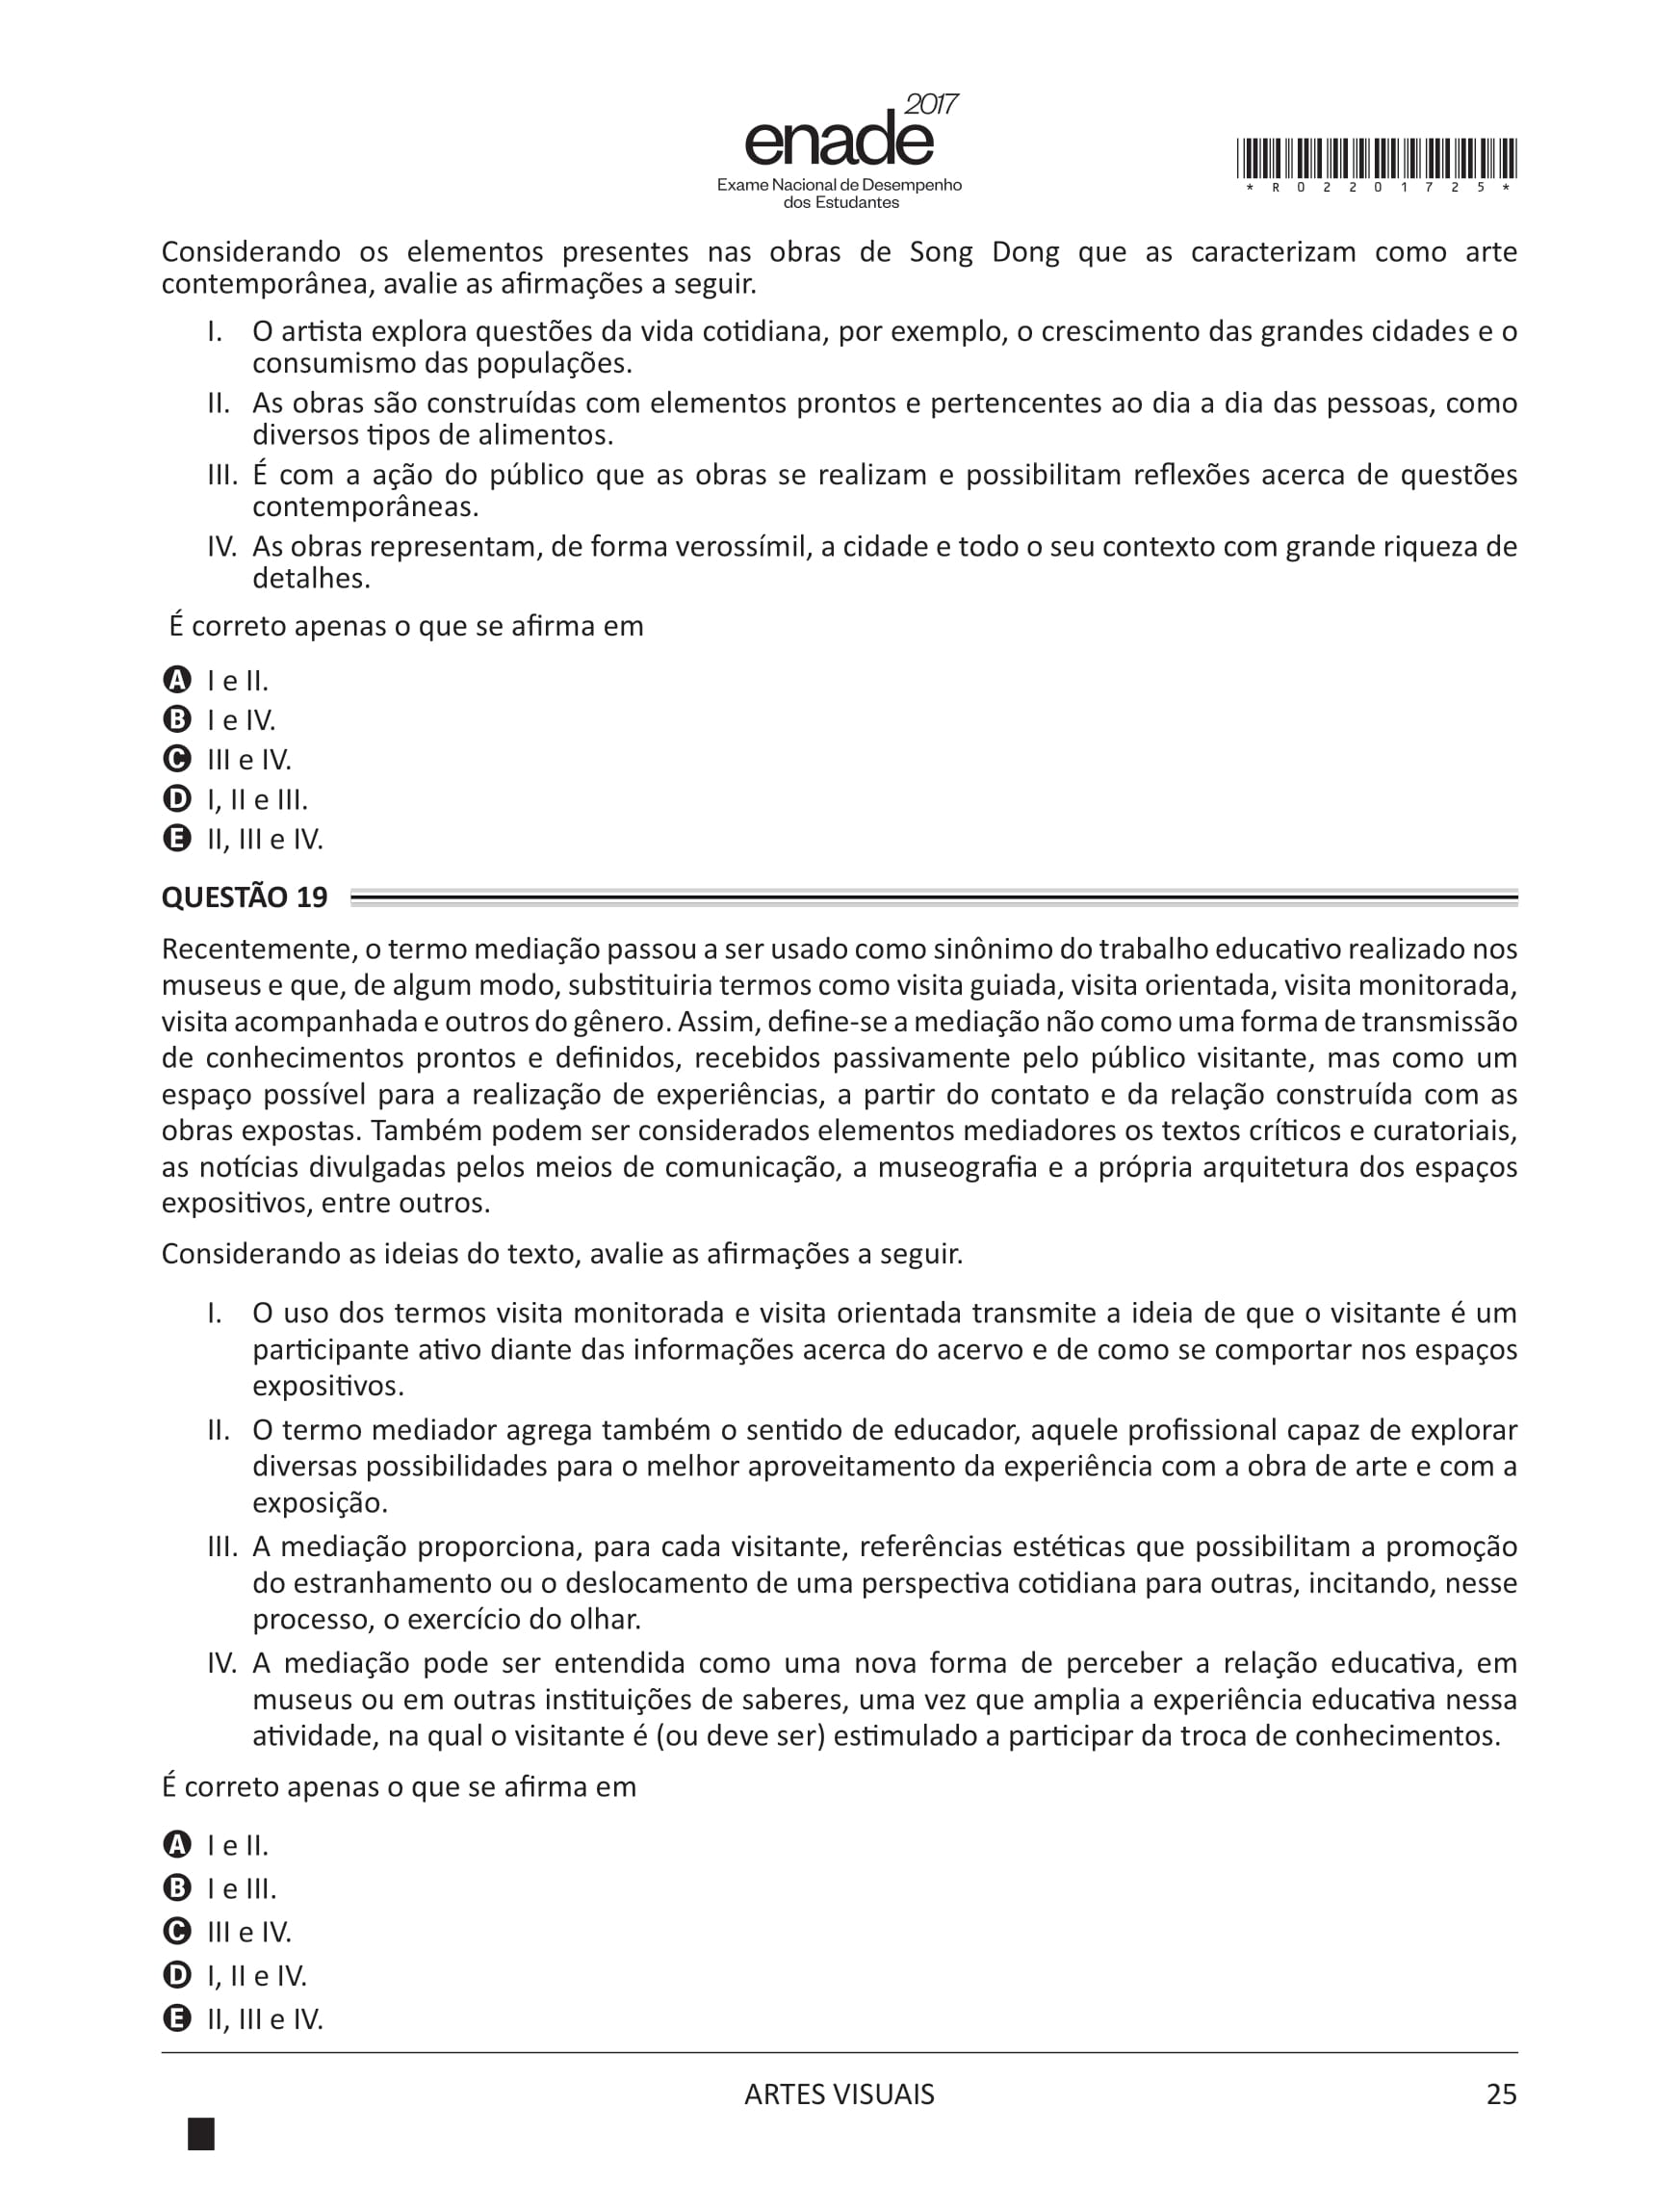 2017
enade
Exame Nacional de Desempenho
dos Estudantes
* R 0 2 2 0 1 7 2 5 *
Considerando os elementos presentes nas obras de Song Dong que as caracterizam como arte
contemporânea, avalie as afirmações a seguir.
I. O artista explora questões da vida cotidiana, por exemplo, o crescimento das grandes cidades e o
consumismo das populações.
II. As obras são construídas com elementos prontos e pertencentes ao dia a dia das pessoas, como
diversos tipos de alimentos.
III. É com a ação do público que as obras se realizam e possibilitam reflexões acerca de questões
contemporâneas.
IV. As obras representam, de forma verossímil, a cidade e todo o seu contexto com grande riqueza de
detalhes.
É correto apenas o que se afirma em
A I e II.
B I e IV.
C III e IV.
D I, II e III.
E II, III e IV.
QUESTÃO 19
Recentemente, o termo mediação passou a ser usado como sinônimo do trabalho educativo realizado nos
museus e que, de algum modo, substituiria termos como visita guiada, visita orientada, visita monitorada,
visita acompanhada e outros do gênero. Assim, define-se a mediação não como uma forma de transmissão
de conhecimentos prontos e definidos, recebidos passivamente pelo público visitante, mas como um
espaço possível para a realização de experiências, a partir do contato e da relação construída com as
obras expostas. Também podem ser considerados elementos mediadores os textos críticos e curatoriais,
as notícias divulgadas pelos meios de comunicação, a museografia e a própria arquitetura dos espaços
expositivos, entre outros.
Considerando as ideias do texto, avalie as afirmações a seguir.
I. O uso dos termos visita monitorada e visita orientada transmite a ideia de que o visitante é um
participante ativo diante das informações acerca do acervo e de como se comportar nos espaços
expositivos.
II. O termo mediador agrega também o sentido de educador, aquele profissional capaz de explorar
diversas possibilidades para o melhor aproveitamento da experiência com a obra de arte e com a
exposição.
III. A mediação proporciona, para cada visitante, referências estéticas que possibilitam a promoção
do estranhamento ou o deslocamento de uma perspectiva cotidiana para outras, incitando, nesse
processo, o exercício do olhar.
IV. A mediação pode ser entendida como uma nova forma de perceber a relação educativa, em
museus ou em outras instituições de saberes, uma vez que amplia a experiência educativa nessa
atividade, na qual o visitante é (ou deve ser) estimulado a participar da troca de conhecimentos.
É correto apenas o que se afirma em
A I e II.
B I e III.
C III e IV.
D I, II e IV.
E II, III e IV.
ARTES VISUAIS 25